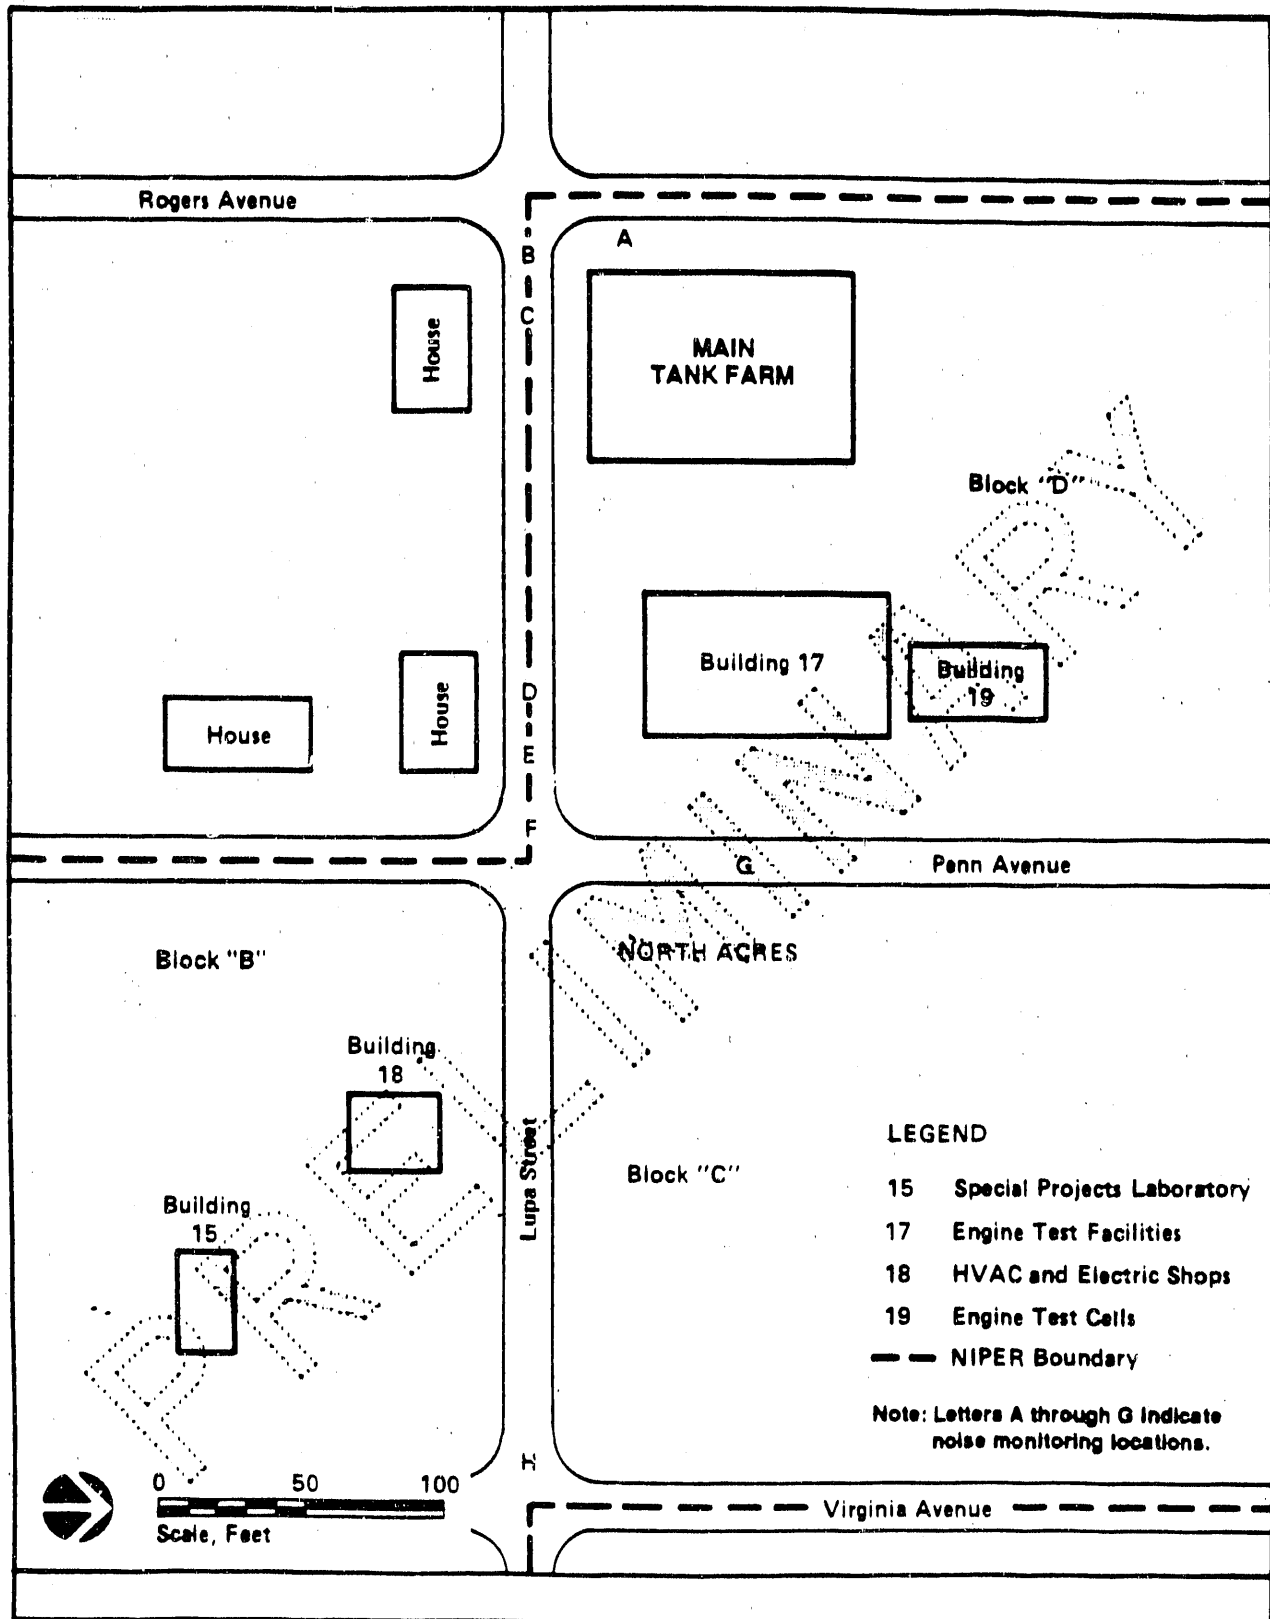 Rogers Avenue
A
B
C
House
MAIN
TANK FARM
Block "D"
Building 17
Building
19
D
House
House
E
F
G
Penn Avenue
Block "B"
NORTH ACRES
Building
18
Lupa Street
Block "C"
Building
15
LEGEND
15 Special Projects Laboratory
17 Engine Test Facilities
18 HVAC and Electric Shops
19 Engine Test Cells
NIPER Boundary
Note: Letters A through G indicate
noise monitoring locations.
H
0 50 100
Scale, Feet
Virginia Avenue
PRELIMINARY